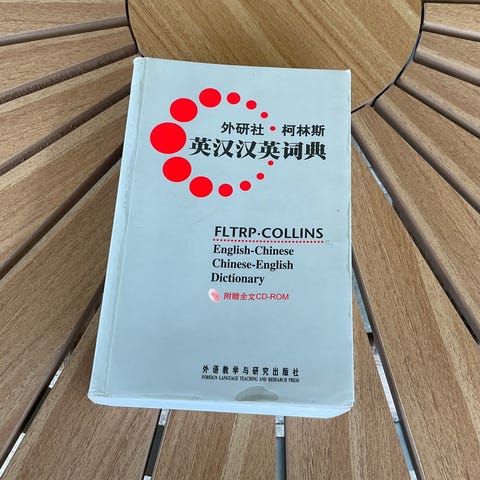 外研社·柯林斯
英汉汉英词典
FLTRP·COLLINS
English-Chinese
Chinese-English
Dictionary
附赠全文CD-ROM
外语教学与研究出版社
FOREIGN LANGUAGE TEACHING AND RESEARCH PRESS